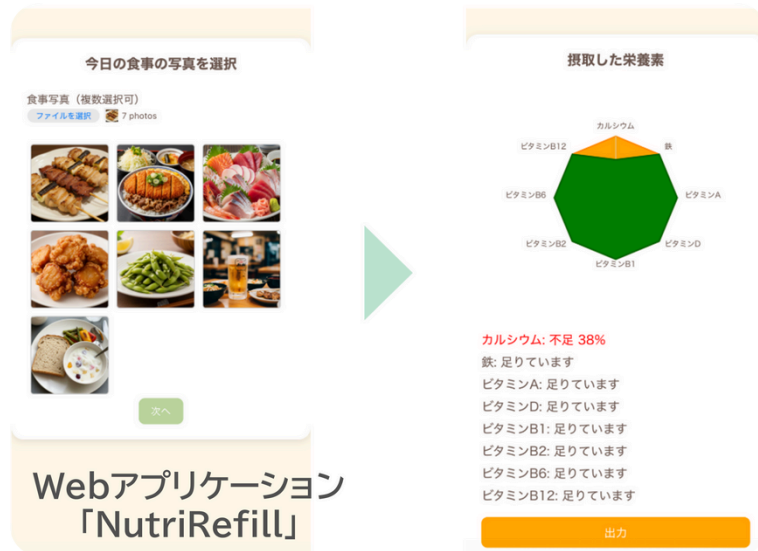 今日の食事の写真を選択
食事写真（複数選択可）
ファイルを選択 7 photos
次へ
Webアプリケーション
「NutriRefill」
摂取した栄養素
カルシウム
ビタミンB12
鉄
ビタミンB6
ビタミンA
ビタミンB2
ビタミンD
ビタミンB1
カルシウム: 不足 38%
鉄: 足りています
ビタミンA: 足りています
ビタミンD: 足りています
ビタミンB1: 足りています
ビタミンB2: 足りています
ビタミンB6: 足りています
ビタミンB12: 足りています
出力